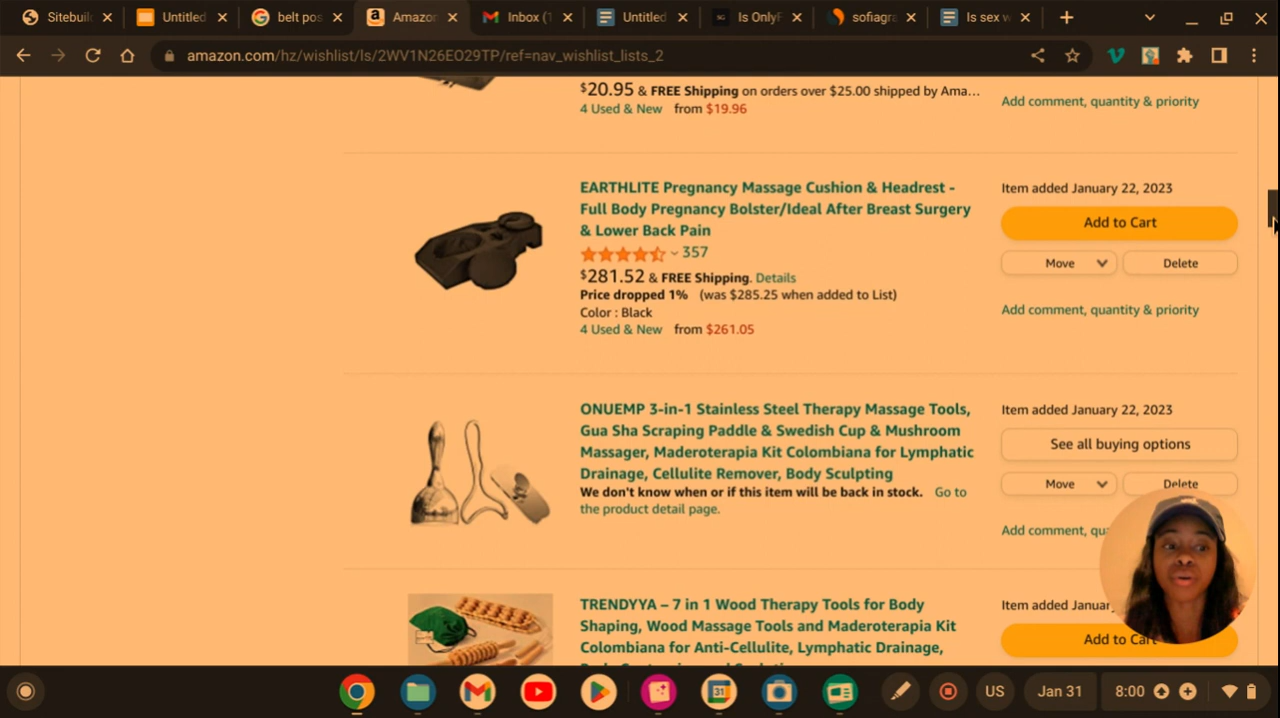 Sitebuil
Untitled
belt pos
Amazon
Inbox (1
Untitled
Is OnlyF
sofiagra
Is sex w
amazon.com/hz/wishlist/ls/2WV1N26EO29TP/ref=nav_wishlist_lists_2
$20.95 & FREE Shipping on orders over $25.00 shipped by Ama...
4 Used & New from $19.96
Add comment, quantity & priority
EARTHLITE Pregnancy Massage Cushion & Headrest -
Full Body Pregnancy Bolster/Ideal After Breast Surgery
& Lower Back Pain
357
$281.52 & FREE Shipping. Details
Price dropped 1% (was $285.25 when added to List)
Color : Black
4 Used & New from $261.05
Item added January 22, 2023
Add to Cart
Move
Delete
Add comment, quantity & priority
ONUEMP 3-in-1 Stainless Steel Therapy Massage Tools,
Gua Sha Scraping Paddle & Swedish Cup & Mushroom
Massager, Maderoterapia Kit Colombiana for Lymphatic
Drainage, Cellulite Remover, Body Sculpting
We don't know when or if this item will be back in stock. Go to
the product detail page.
Item added January 22, 2023
See all buying options
Move
Delete
Add comment, qua
TRENDYYA – 7 in 1 Wood Therapy Tools for Body
Shaping, Wood Massage Tools and Maderoterapia Kit
Colombiana for Anti-Cellulite, Lymphatic Drainage,
Item added Januar
Add to Cart
31
US
Jan 31
8:00